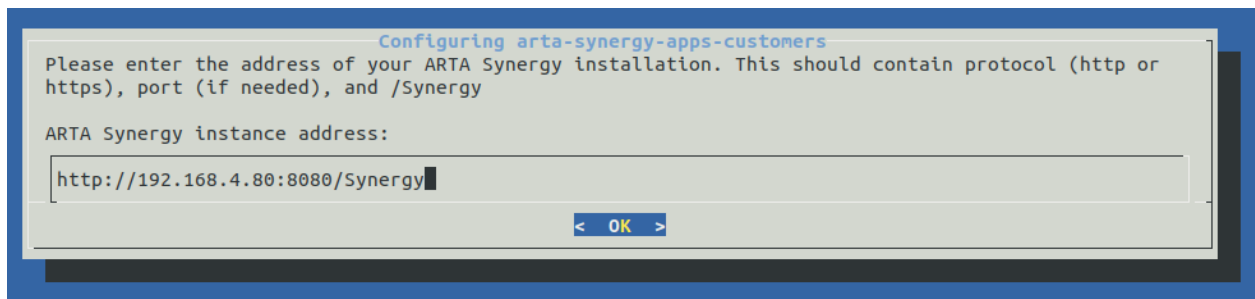 Configuring arta-synergy-apps-customers
Please enter the address of your ARTA Synergy installation. This should contain protocol (http or
https), port (if needed), and /Synergy
ARTA Synergy instance address:
http://192.168.4.80:8080/Synergy
< OK >